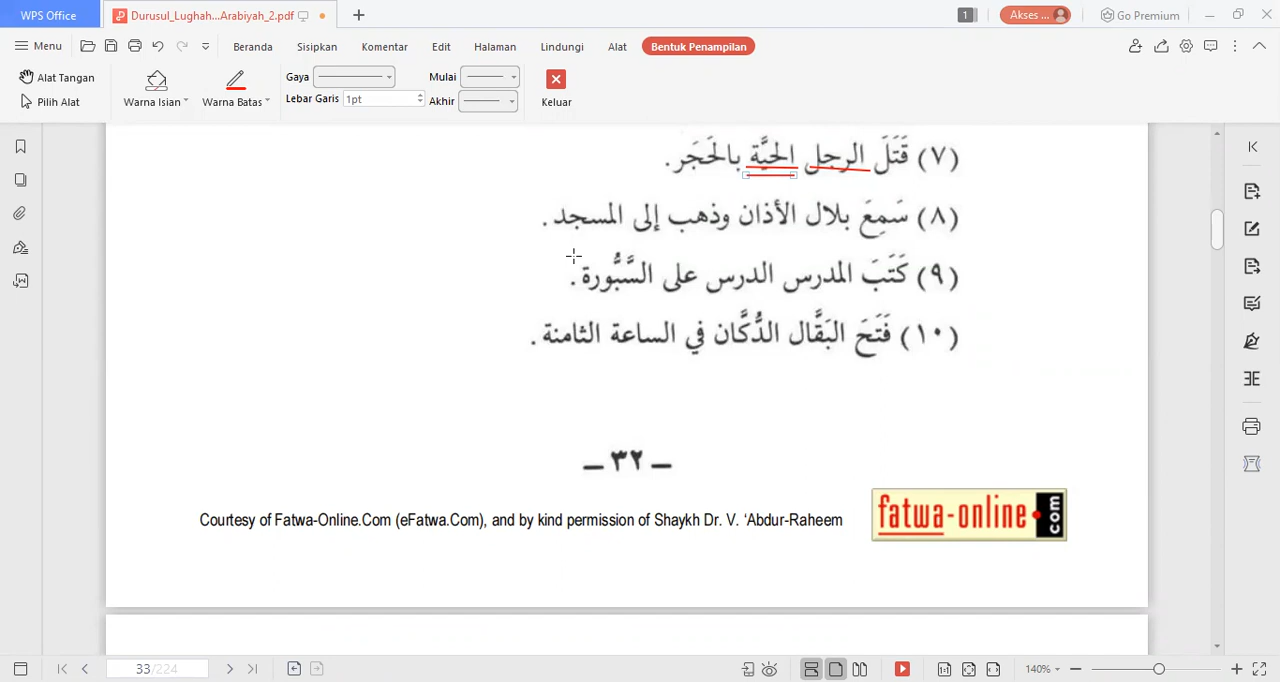 WPS Office
Durusul_Lughah...Arabiyah_2.pdf
1
Akses ...
Go Premium
Menu
Beranda
Sisipkan
Komentar
Edit
Halaman
Lindungi
Alat
Bentuk Penampilan
Alat Tangan
Pilih Alat
Warna Isian
Warna Batas
Gaya
Lebar Garis 1pt
Mulai
Akhir
Keluar
(٧) قَتَلَ الرجل الحَيَّة بالحَجَر .
(٨) سَمِعَ بلال الأذان وذهب إلى المسجد .
(٩) كَتَبَ المدرس الدرس على السَّبُّورة .
(١٠) فَتَحَ البَقَّال الدُّكَّان في الساعة الثامنة .
– ٣٢ –
Courtesy of Fatwa-Online.Com (eFatwa.Com), and by kind permission of Shaykh Dr. V. ‘Abdur-Raheem
fatwa-online com
33/224
140%